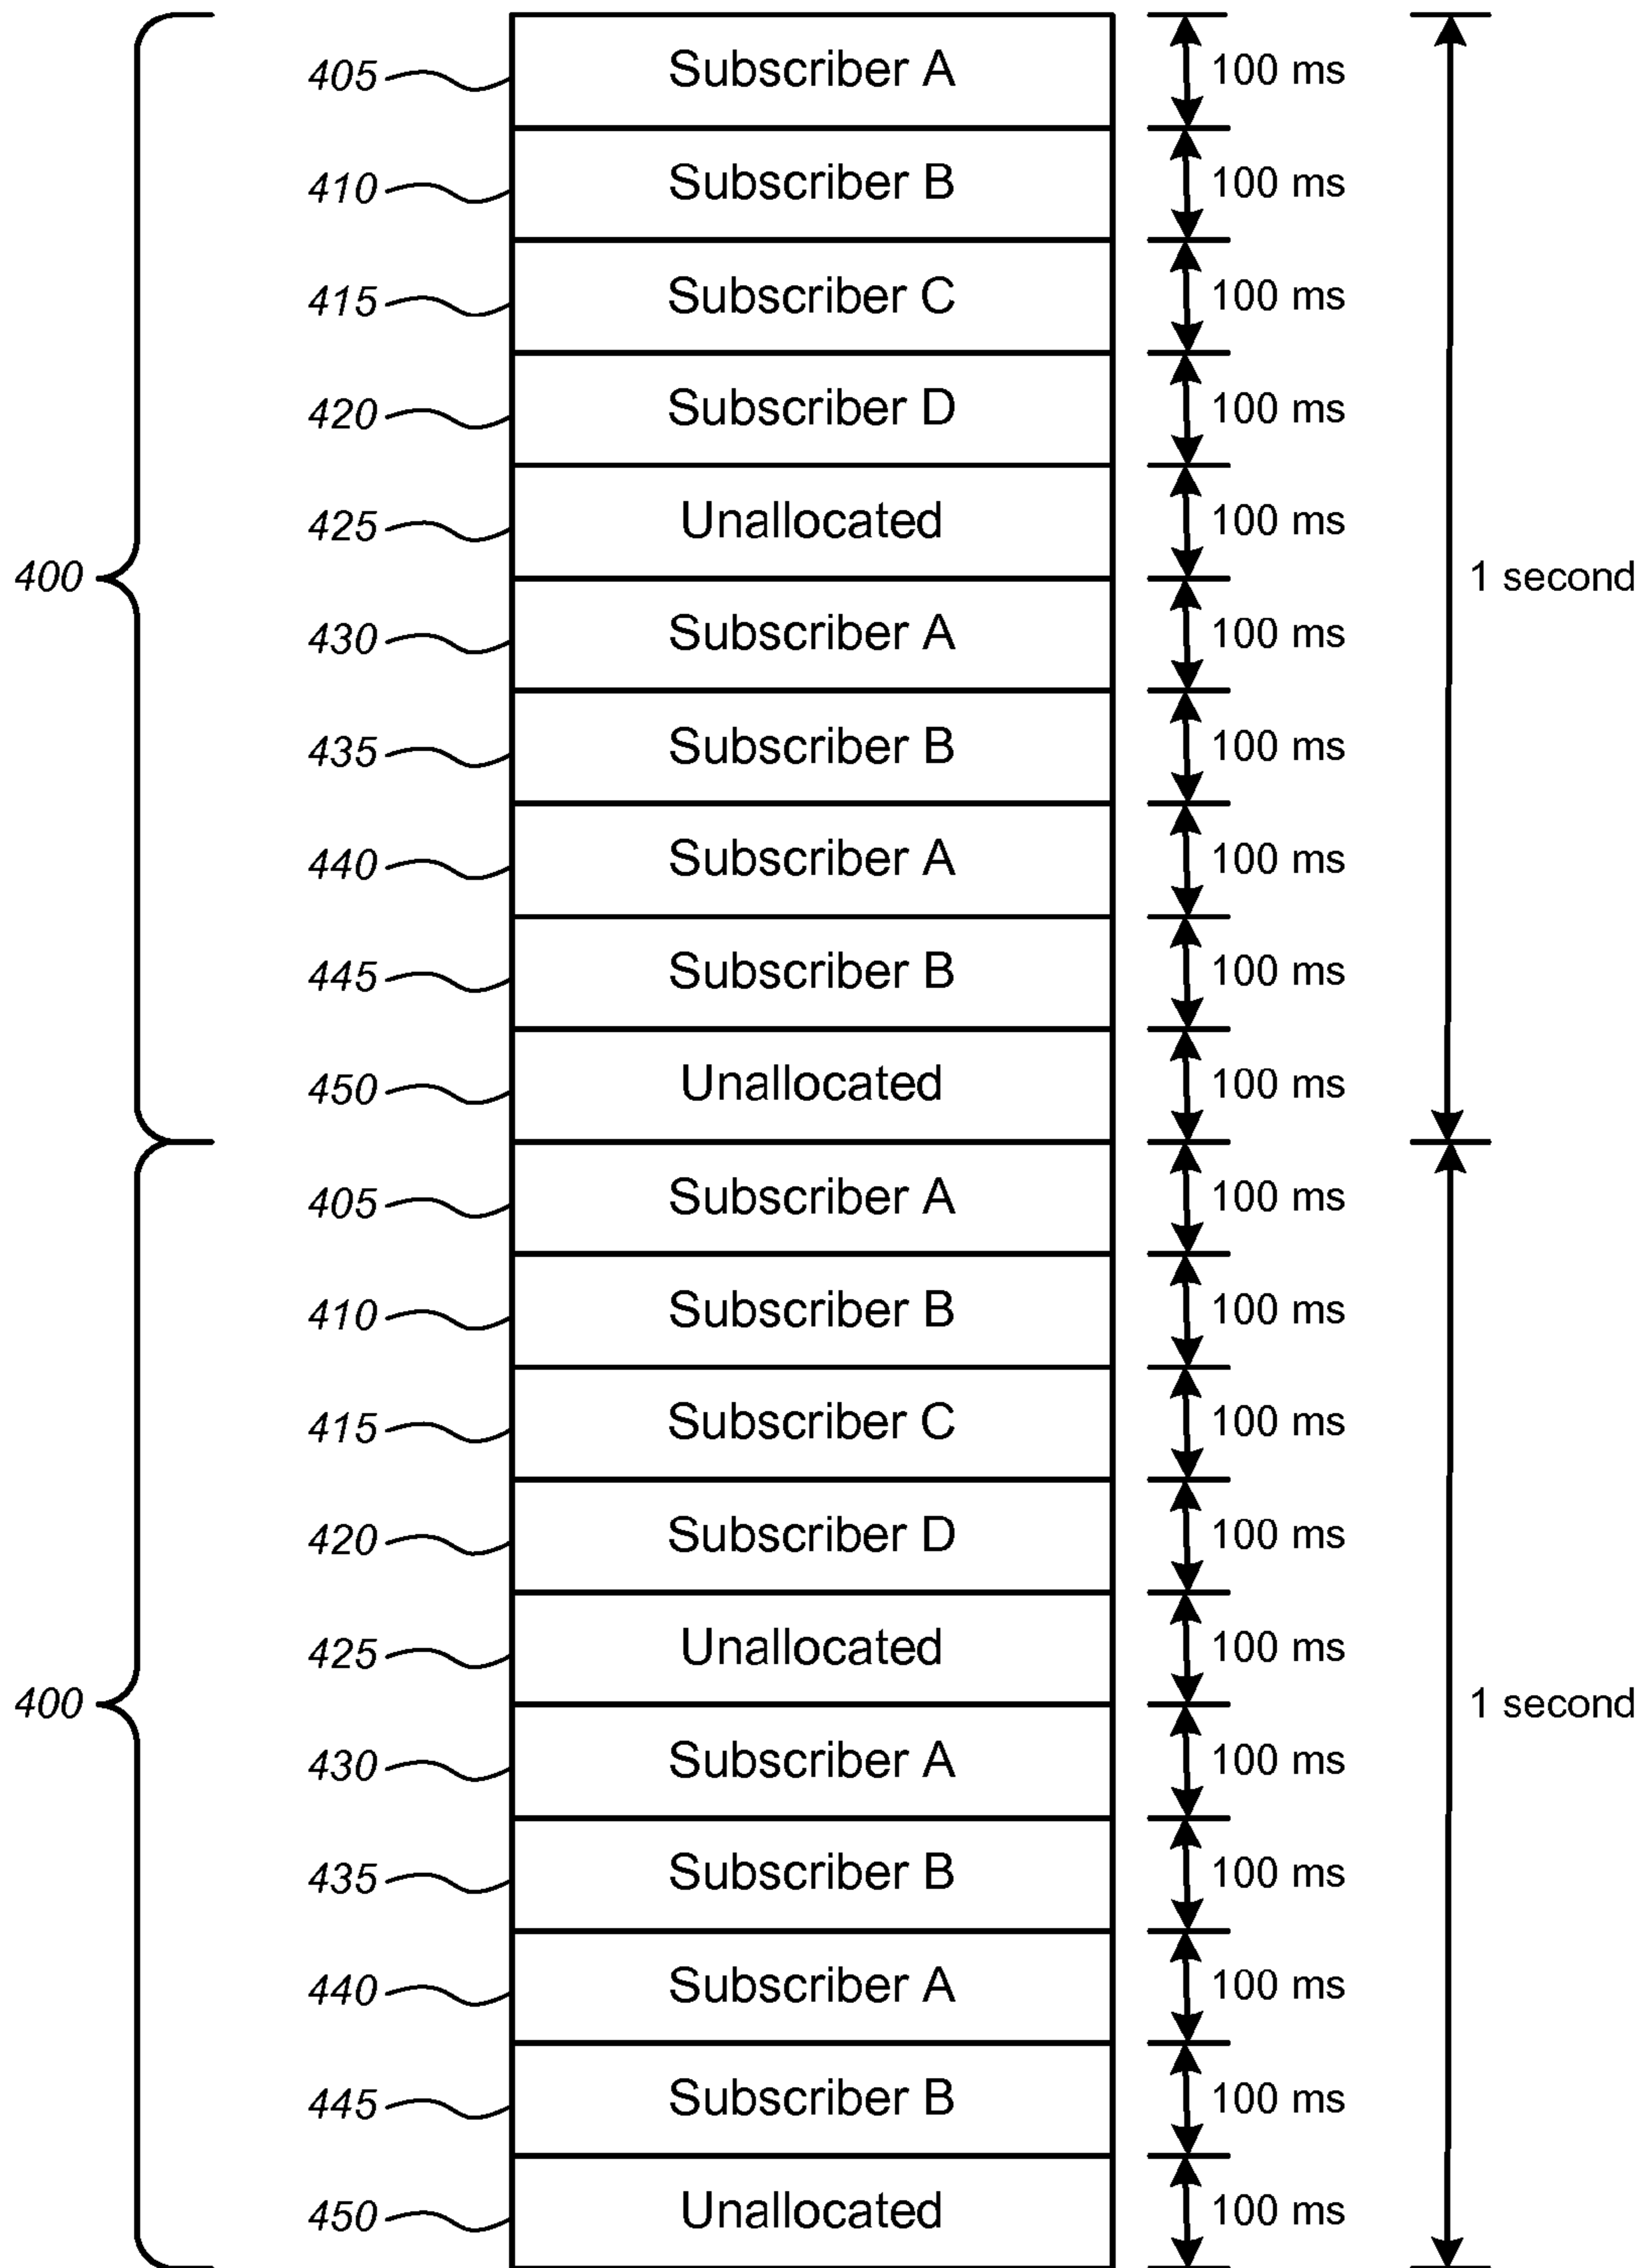 405 Subscriber A 100 ms
410 Subscriber B 100 ms
415 Subscriber C 100 ms
420 Subscriber D 100 ms
425 Unallocated 100 ms
400 1 second
430 Subscriber A 100 ms
435 Subscriber B 100 ms
440 Subscriber A 100 ms
445 Subscriber B 100 ms
450 Unallocated 100 ms
405 Subscriber A 100 ms
410 Subscriber B 100 ms
415 Subscriber C 100 ms
420 Subscriber D 100 ms
425 Unallocated 100 ms
400 1 second
430 Subscriber A 100 ms
435 Subscriber B 100 ms
440 Subscriber A 100 ms
445 Subscriber B 100 ms
450 Unallocated 100 ms